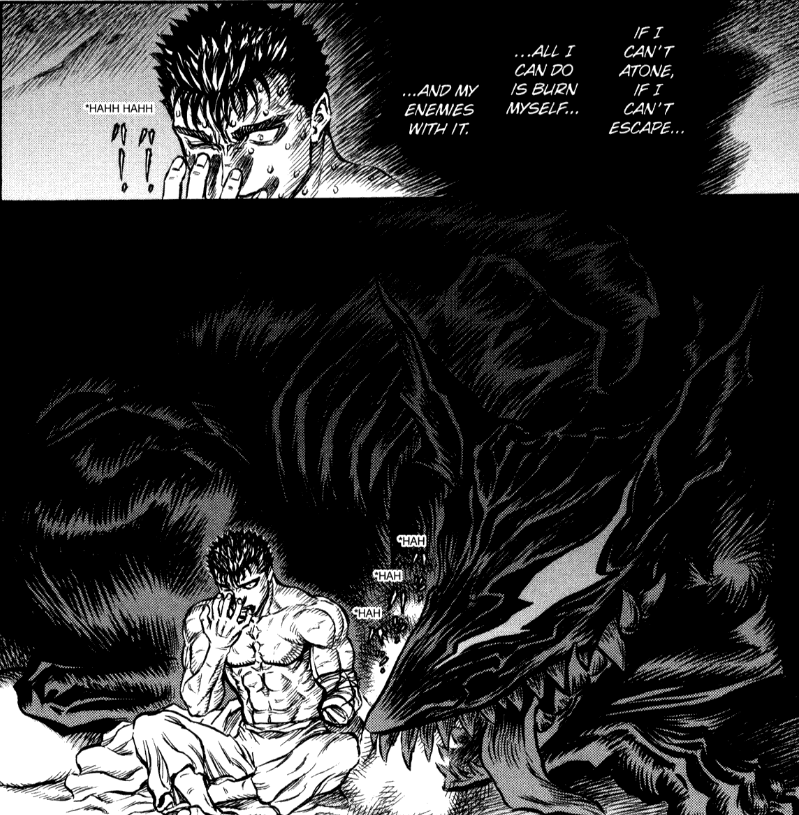 IF I
CAN'T
ATONE,
IF I
CAN'T
ESCAPE...
...ALL I
CAN DO
IS BURN
MYSELF...
...AND MY
ENEMIES
WITH IT.
*HAHH HAHH
*HAH
*HAH
*HAH